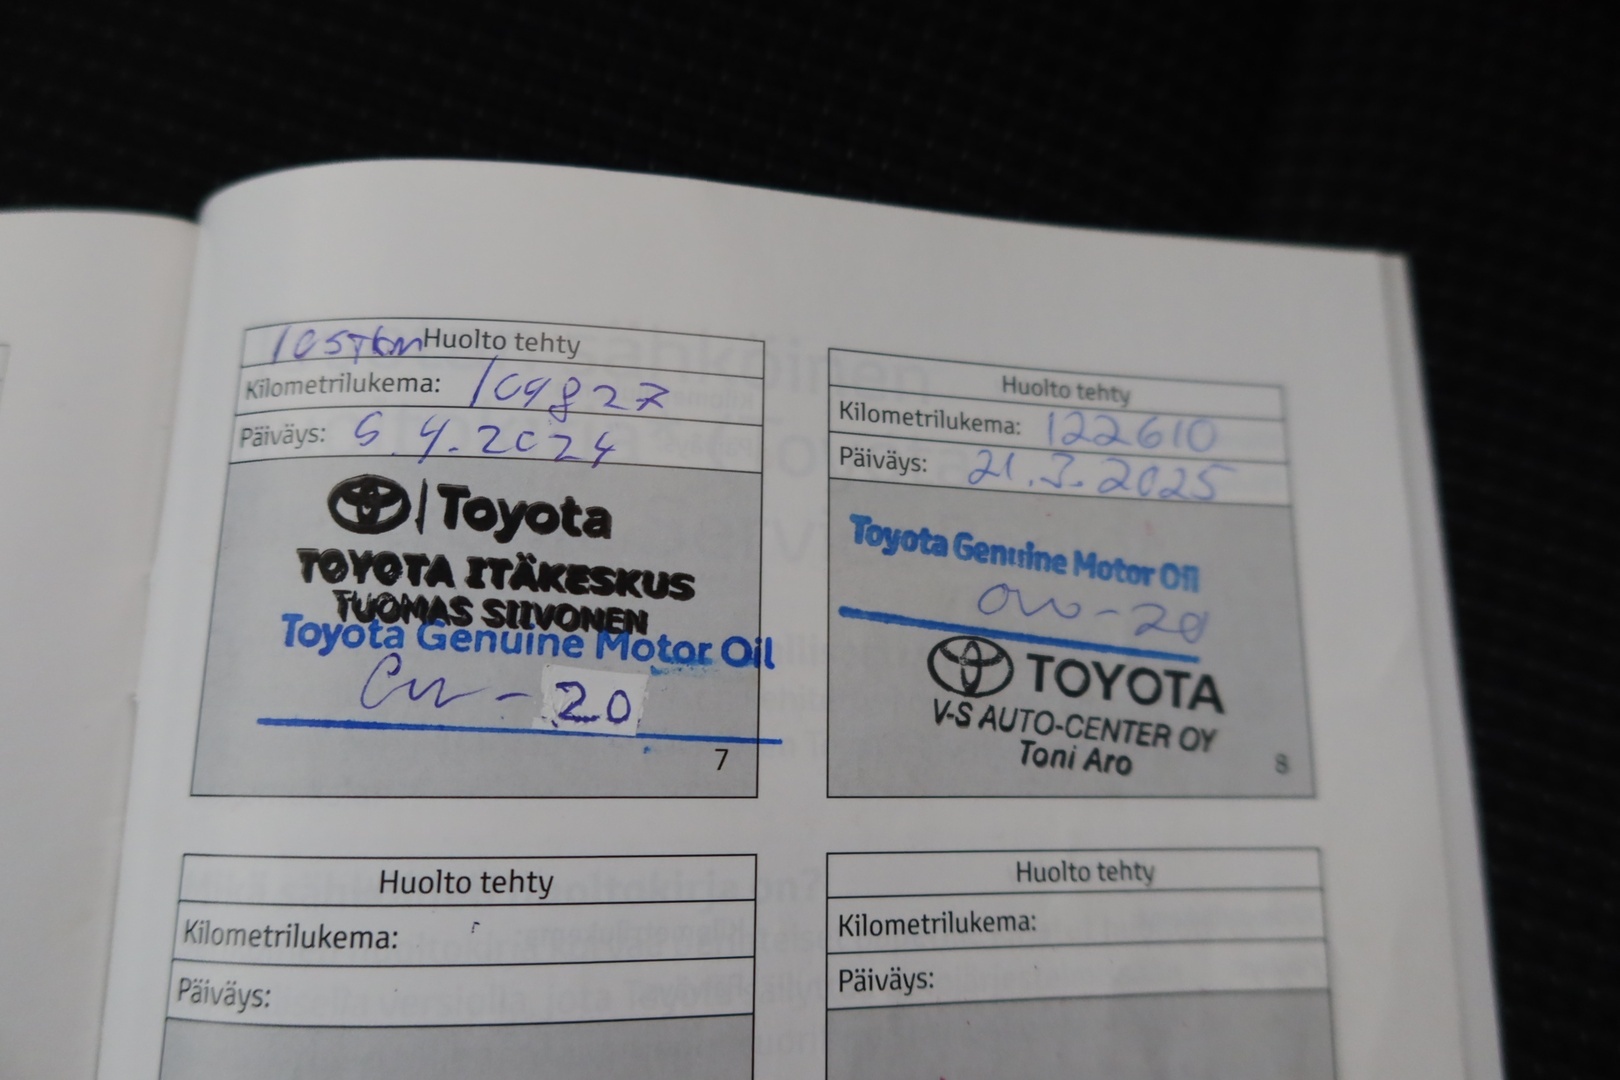 105Tkm Huolto tehty
Kilometrilukema: 109827
Päiväys: 5.4.2024
Toyota
TOYOTA ITÄKESKUS
TUOMAS SIIVONEN
Toyota Genuine Motor Oil
0w-20
7
Huolto tehty
Kilometrilukema: 122610
Päiväys: 21.3.2025
Toyota Genuine Motor Oil
0w-20
TOYOTA
V-S AUTO-CENTER OY
Toni Aro
8
Huolto tehty
Kilometrilukema:
Päiväys:
Huolto tehty
Kilometrilukema:
Päiväys: